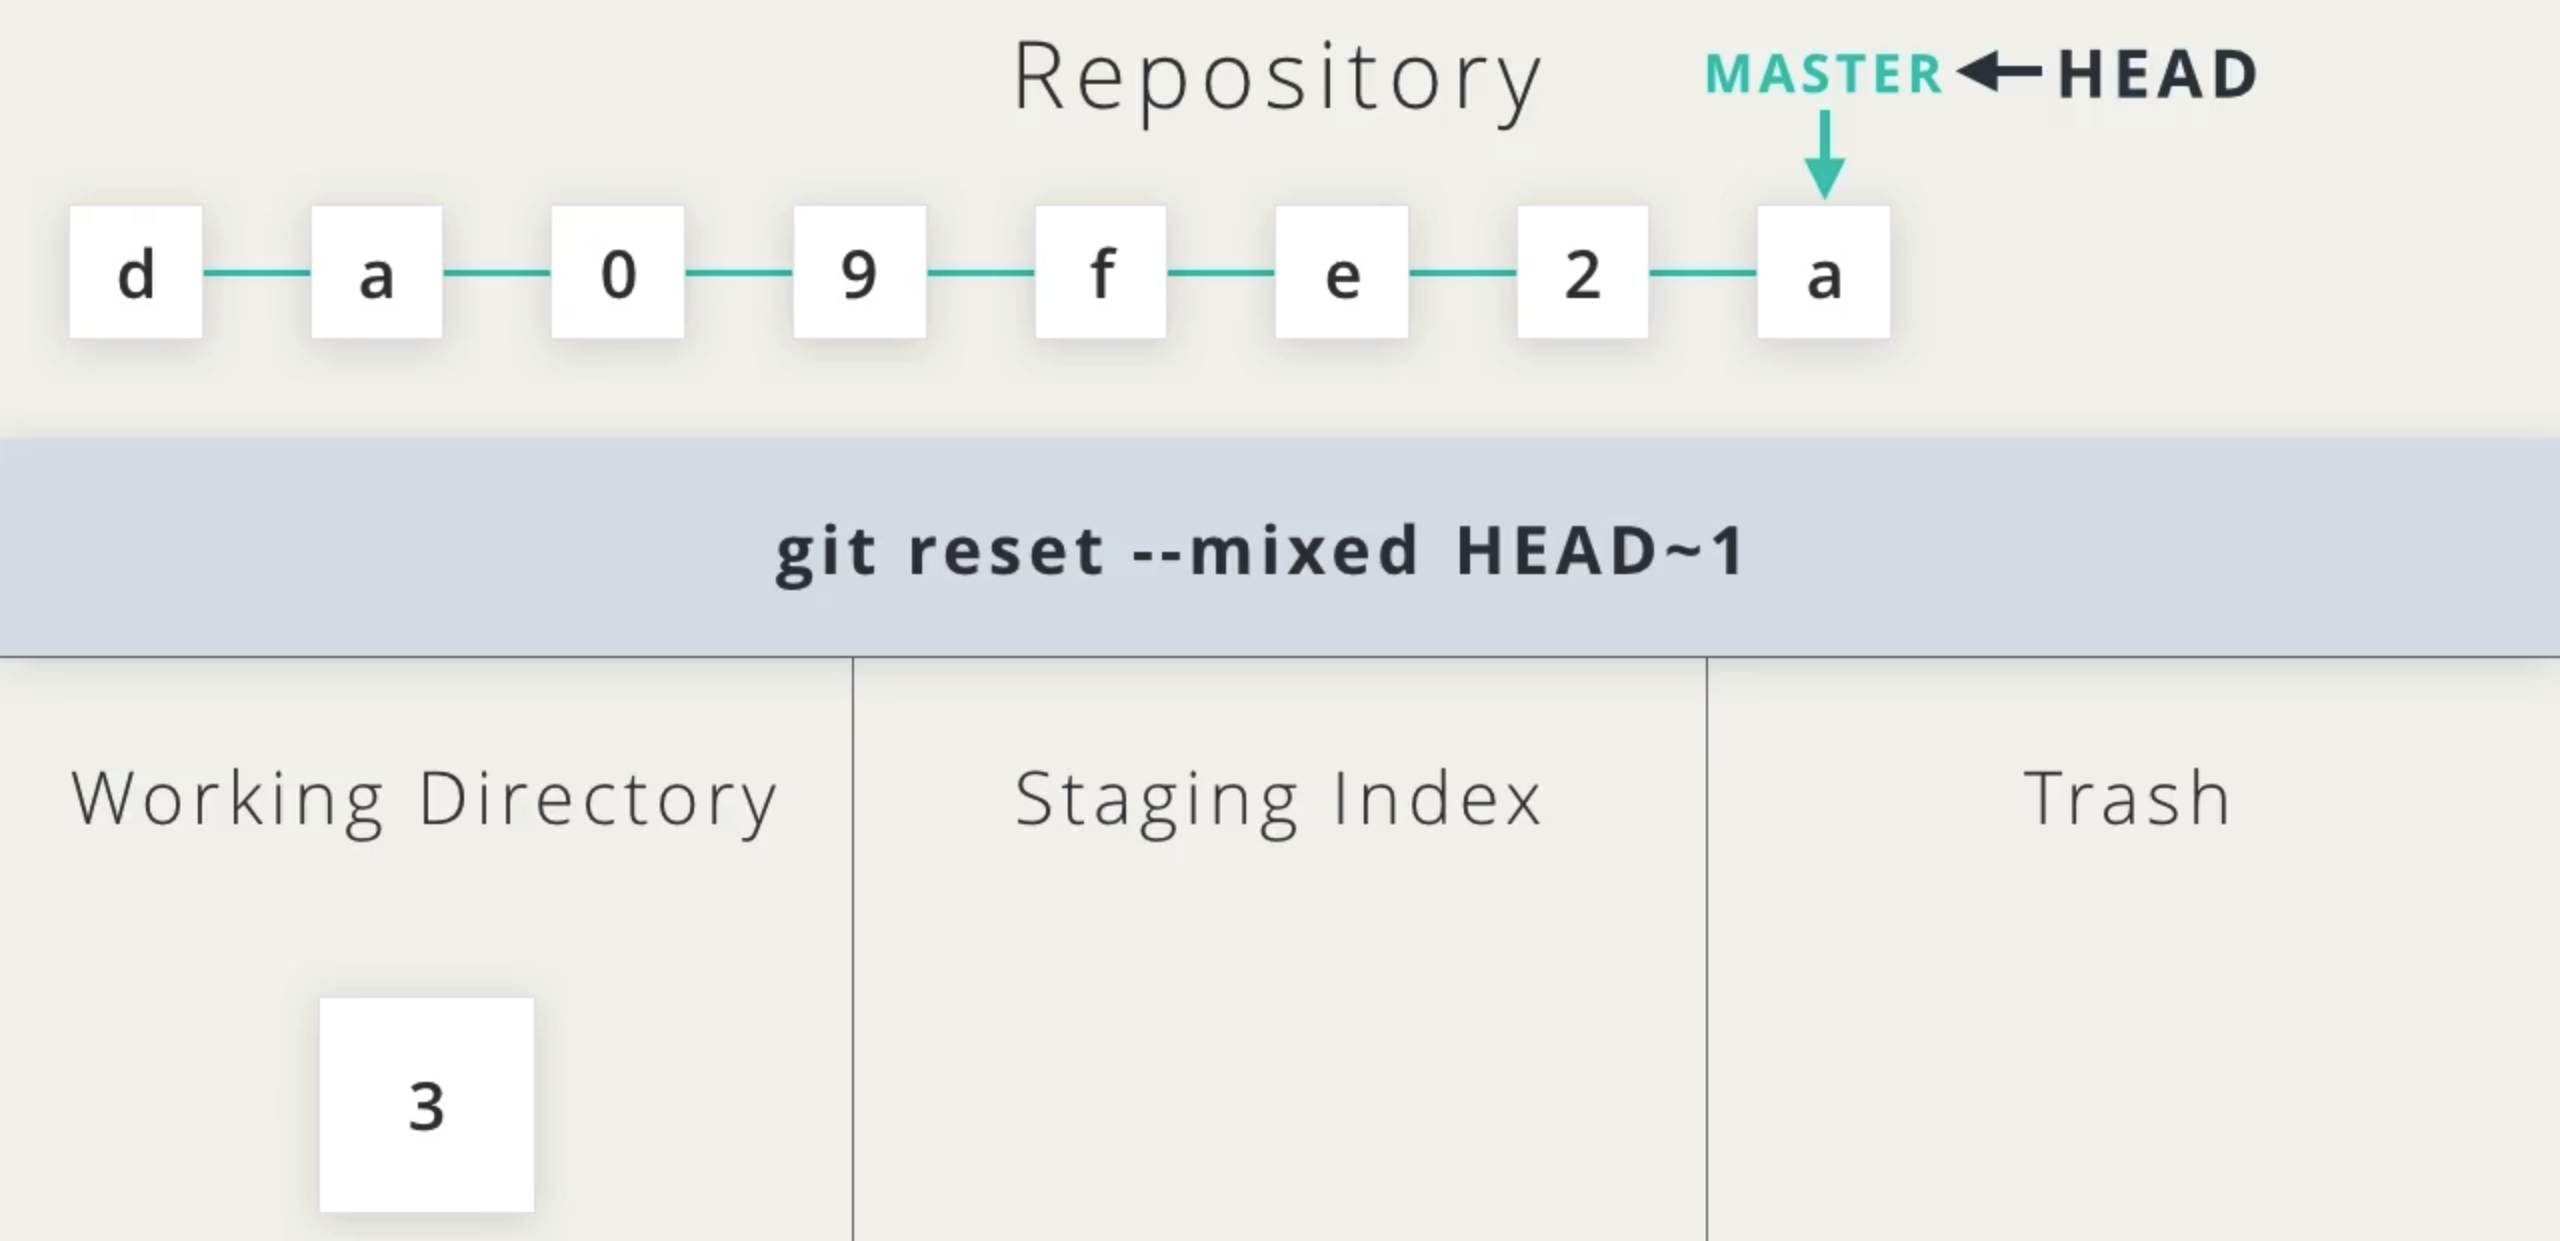 Repository
MASTER HEAD
d a 0 9 f e 2 a
git reset --mixed HEAD~1
Working Directory
Staging Index
Trash
3